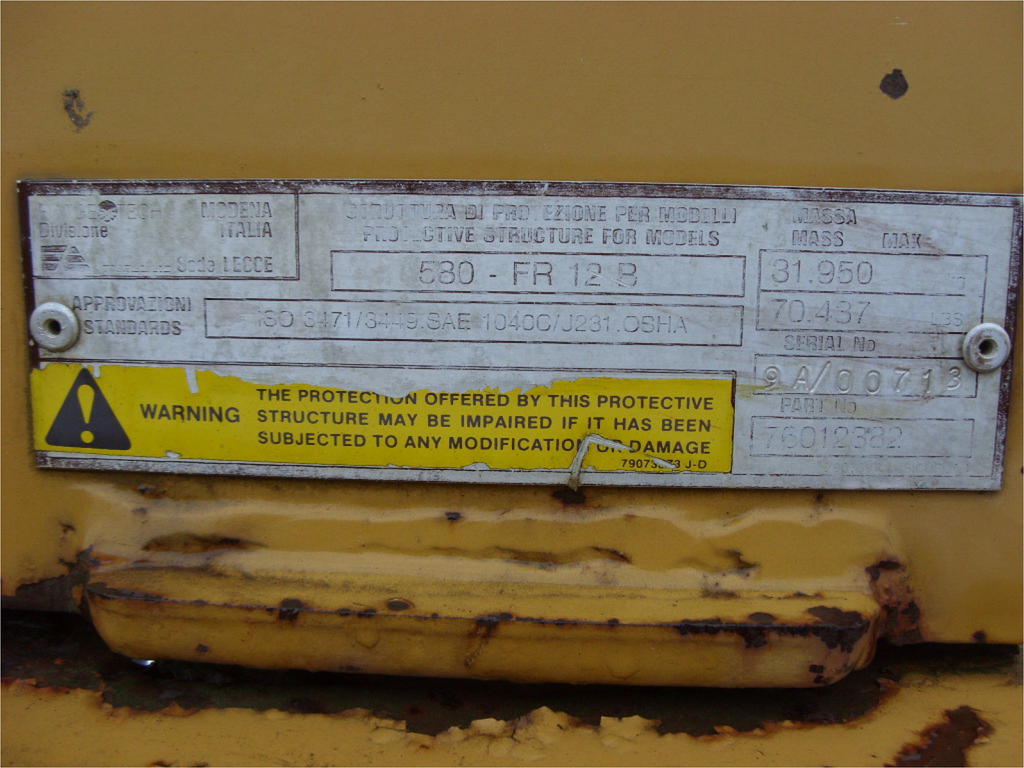 MODENA
Divisione ITALIA
Sede LECCE
STRUTTURA DI PROTEZIONE PER MODELLI
PROTECTIVE STRUCTURE FOR MODELS
580 - FR 12 B
APPROVAZIONI
STANDARDS
ISO 3471/3449.SAE 1040C/J231.OSHA
MASSA
MASS MAX
31.950 KG
70.437 LBS
SERIAL No
9A/00713
PART No
76012382
WARNING
THE PROTECTION OFFERED BY THIS PROTECTIVE
STRUCTURE MAY BE IMPAIRED IF IT HAS BEEN
SUBJECTED TO ANY MODIFICATION OR DAMAGE
J-D